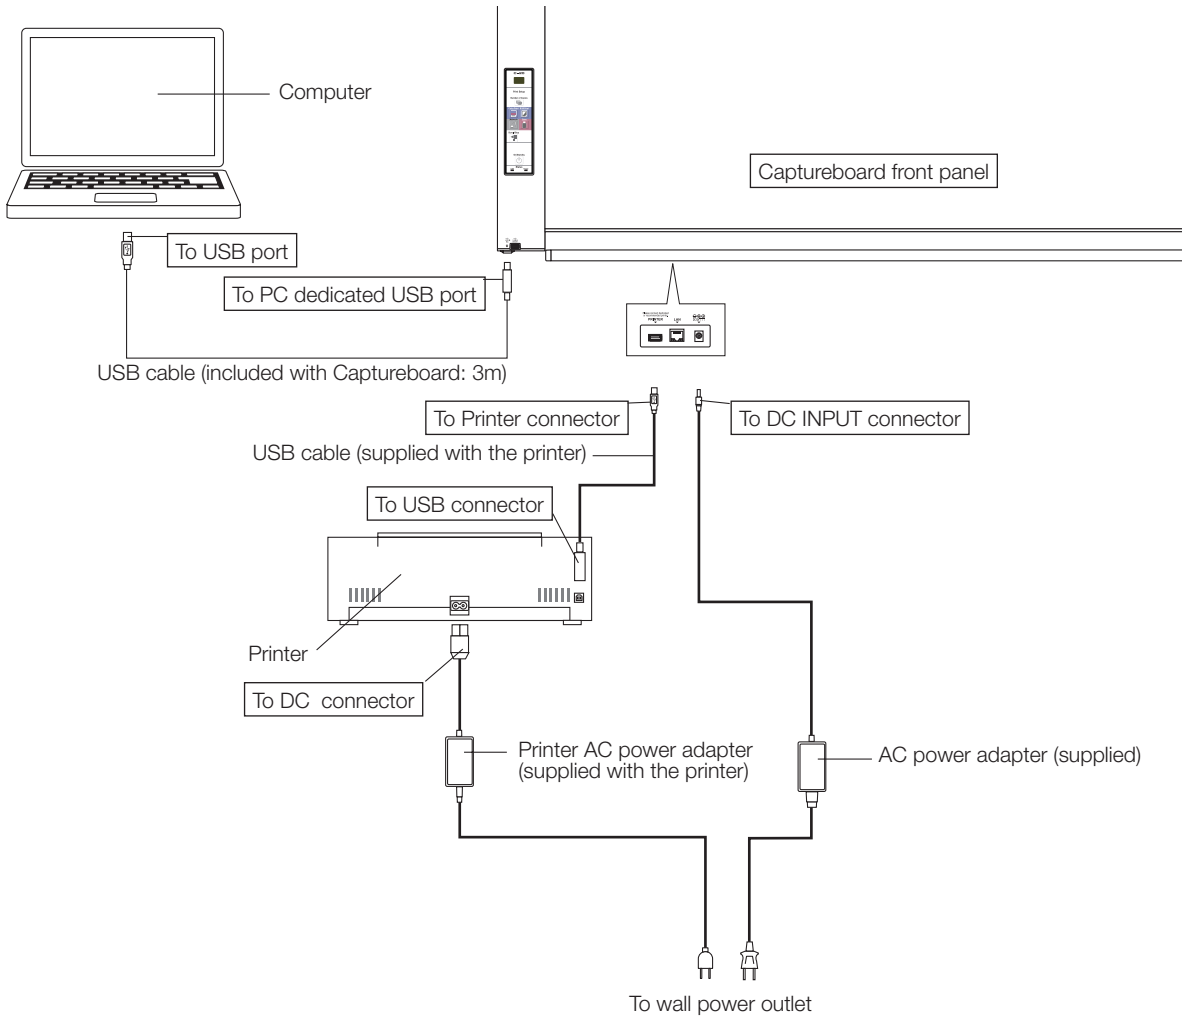 Computer
Captureboard front panel
To USB port
To PC dedicated USB port
PRINTER
LAN
USB cable (included with Captureboard: 3m)
To Printer connector
To DC INPUT connector
USB cable (supplied with the printer)
To USB connector
Printer
To DC connector
Printer AC power adapter
(supplied with the printer)
AC power adapter (supplied)
To wall power outlet